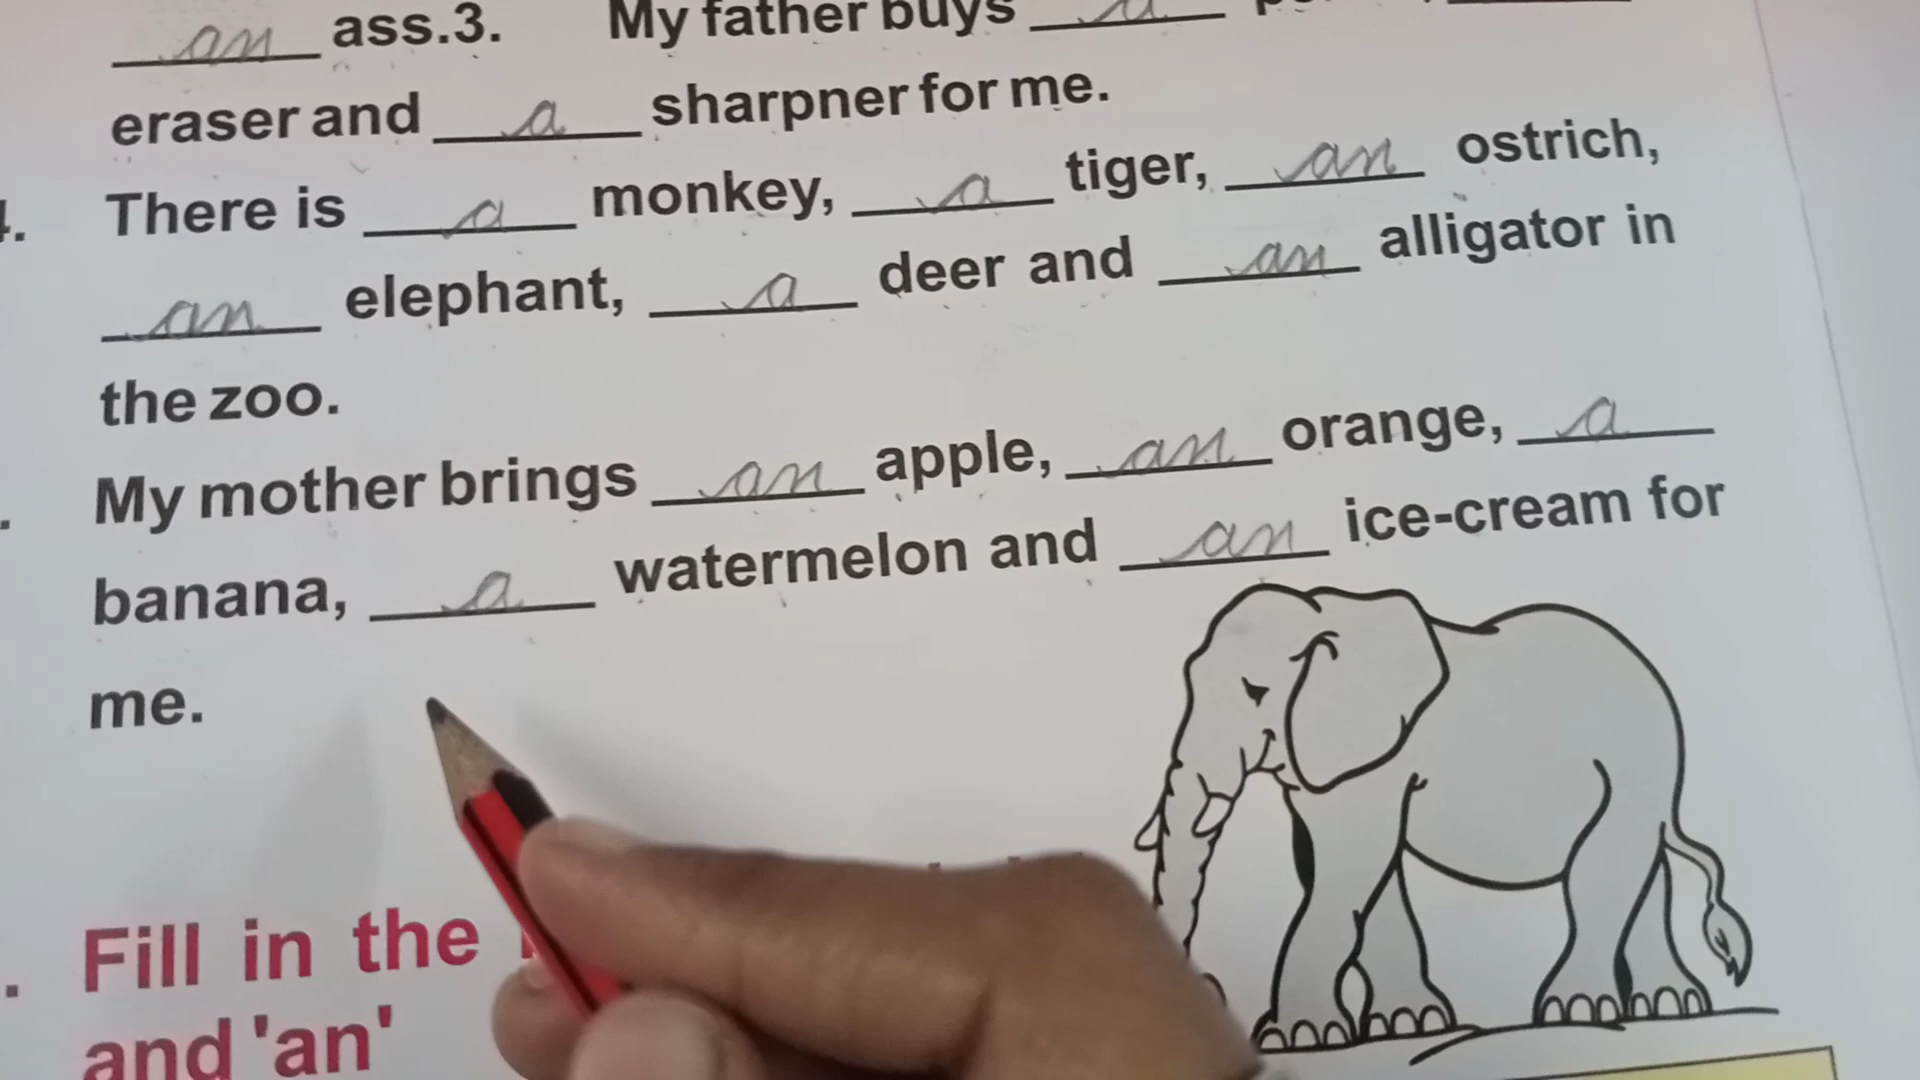 an ass.3. My father buys a
eraser and a sharpner for me.
There is a monkey, a tiger, an ostrich,
an elephant, a deer and an alligator in
the zoo.
My mother brings an apple, an orange, a
banana, a watermelon and an ice-cream for
me.
. Fill in the
and 'an'